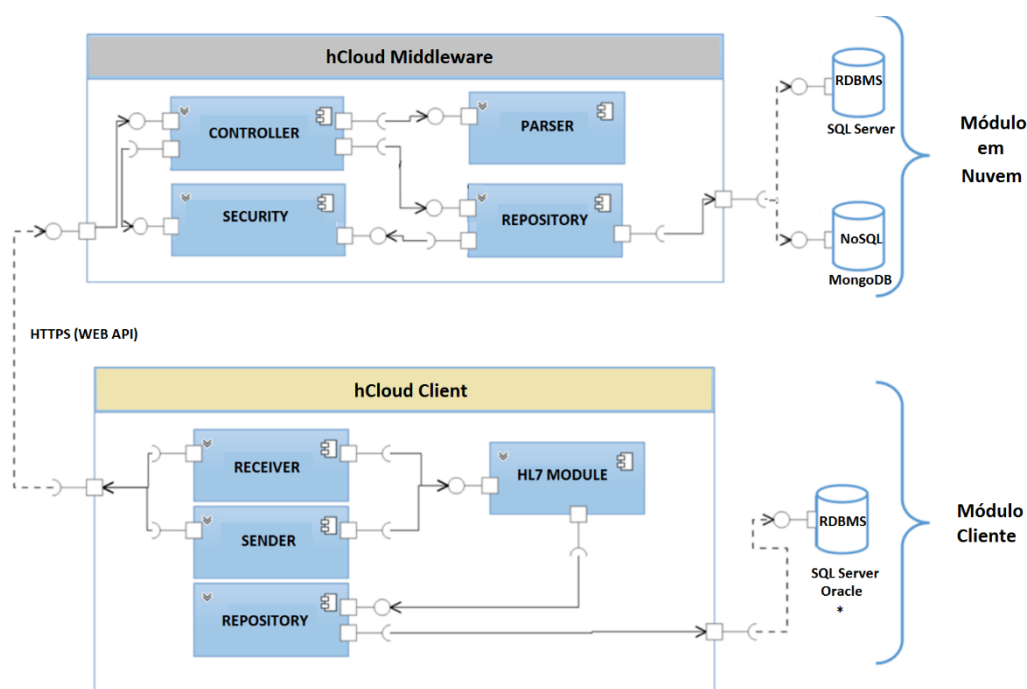 hCloud Middleware
CONTROLLER
PARSER
SECURITY
REPOSITORY
RDBMS
SQL Server
NoSQL
MongoDB
Módulo
em
Nuvem
HTTPS (WEB API)
hCloud Client
RECEIVER
HL7 MODULE
SENDER
REPOSITORY
RDBMS
SQL Server
Oracle
*
Módulo
Cliente